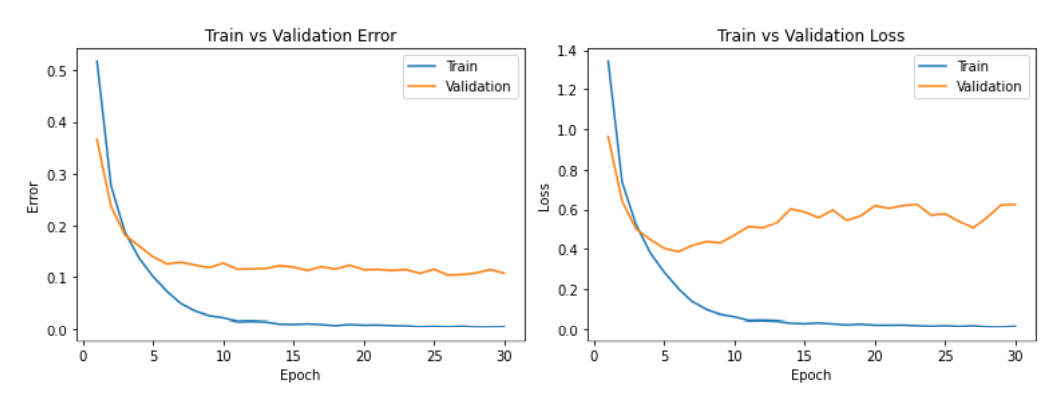 Train vs Validation Error
Train
Validation
0.5
0.4
0.3
0.2
0.1
0.0
Error
0
5
10
15
20
25
30
Epoch
Train vs Validation Loss
Train
Validation
1.4
1.2
1.0
0.8
0.6
0.4
0.2
0.0
Loss
0
5
10
15
20
25
30
Epoch